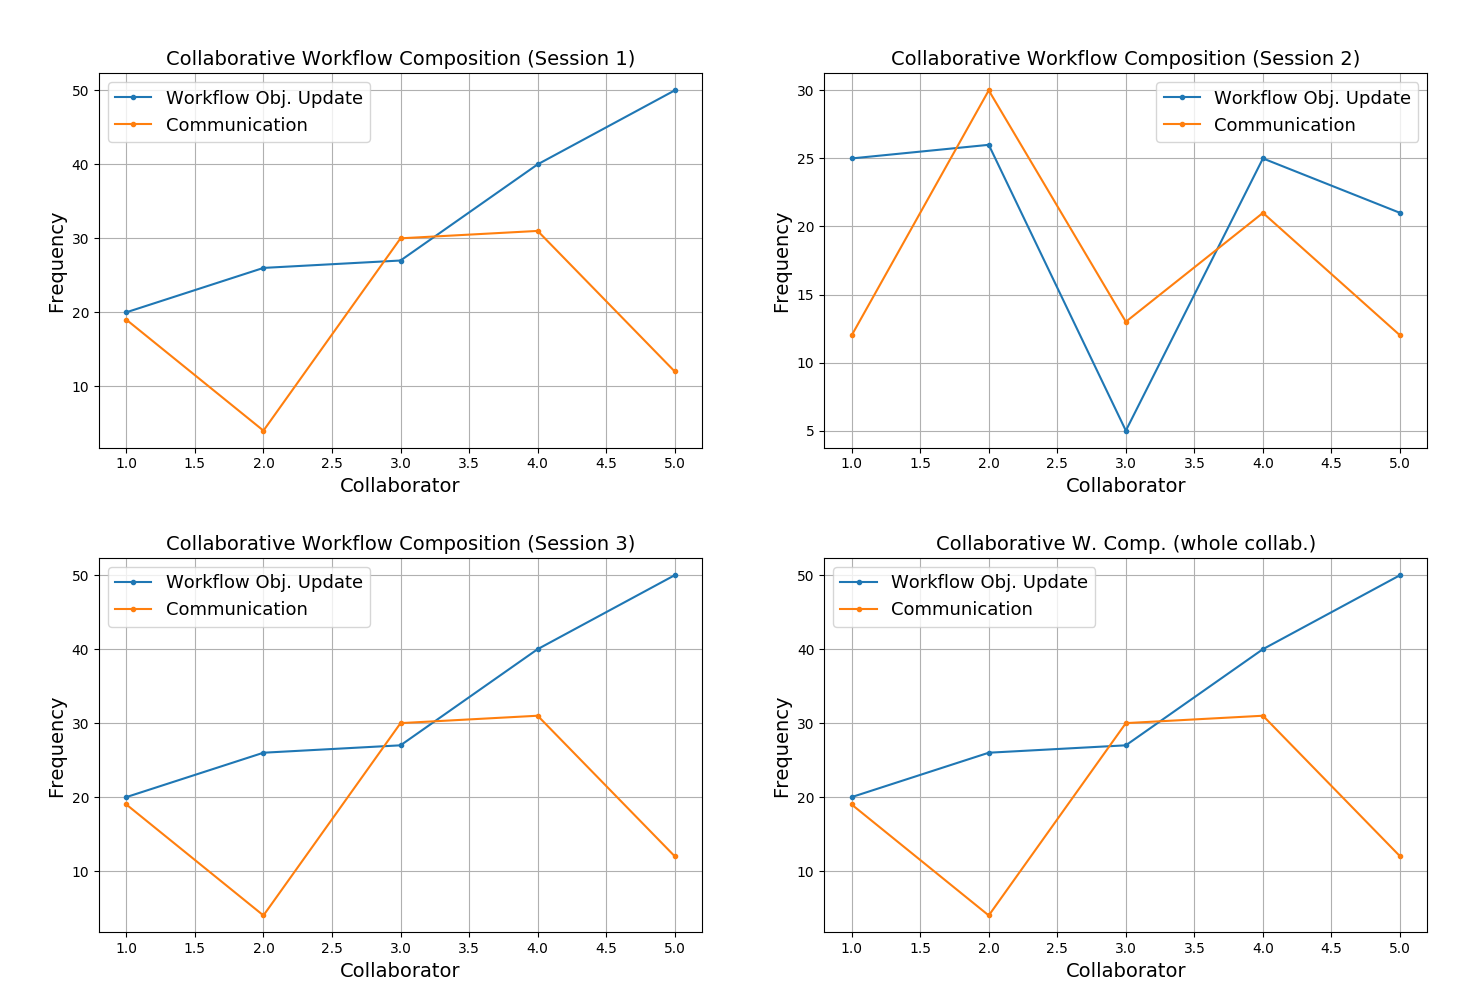 Collaborative Workflow Composition (Session 1)
Workflow Obj. Update
Communication
50
40
30
20
10
Frequency
1.0 1.5 2.0 2.5 3.0 3.5 4.0 4.5 5.0
Collaborator
Collaborative Workflow Composition (Session 2)
Workflow Obj. Update
Communication
30
25
20
15
10
5
Frequency
1.0 1.5 2.0 2.5 3.0 3.5 4.0 4.5 5.0
Collaborator
Collaborative Workflow Composition (Session 3)
Workflow Obj. Update
Communication
50
40
30
20
10
Frequency
1.0 1.5 2.0 2.5 3.0 3.5 4.0 4.5 5.0
Collaborator
Collaborative W. Comp. (whole collab.)
Workflow Obj. Update
Communication
50
40
30
20
10
Frequency
1.0 1.5 2.0 2.5 3.0 3.5 4.0 4.5 5.0
Collaborator